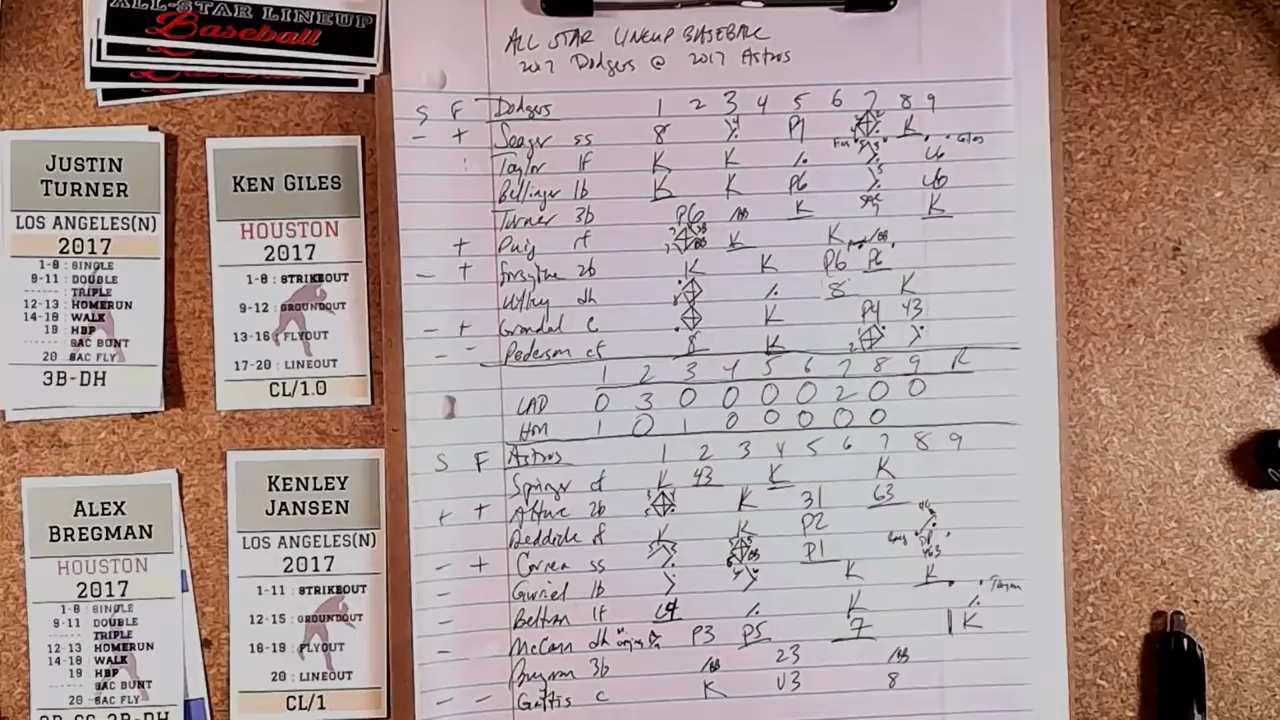 ALL-STAR LINEUP
Baseball
JUSTIN
TURNER
LOS ANGELES(N)
2017
1-8 : SINGLE
9-11 : DOUBLE
------ : TRIPLE
12-13 : HOMERUN
14-18 : WALK
19 : HBP
------ : SAC BUNT
20 : SAC FLY
3B-DH
KEN GILES
HOUSTON
2017
1-8 : STRIKEOUT
9-12 : GROUNDOUT
13-16 : FLYOUT
17-20 : LINEOUT
CL/1.0
ALEX
BREGMAN
HOUSTON
2017
1-8 : SINGLE
9-11 : DOUBLE
------ : TRIPLE
12-13 : HOMERUN
14-18 : WALK
19 : HBP
------ : SAC BUNT
20 : SAC FLY
KENLEY
JANSEN
LOS ANGELES(N)
2017
1-11 : STRIKEOUT
12-15 : GROUNDOUT
16-19 : FLYOUT
20 : LINEOUT
CL/1
ALL STAR LINEUP BASEBALL
2017 Dodgers @ 2017 Astros
S F Dodgers 1 2 3 4 5 6 7 8 9
- + Seager ss 8 P1 K
Taylor lf K K L6
Bellinger 1b K K P6 L6
Turner 3b P6 BB K SAC K
+ Puig rf K K
- + Forsythe 2b K K P6 P6
Utley dh 8 K
- + Grandal c K P4 43
- - Pederson cf 8 K
1 2 3 4 5 6 7 8 9 R
LAD 0 3 0 0 0 0 2 0 0
HOU 1 0 1 0 0 0 0 0
S F Astros 1 2 3 4 5 6 7 8 9
Springer cf K 43 K K
+ + Altuve 2b K 31 63
Reddick rf K K P2
- + Correa ss P1 K
- Gurriel 1b K
- Beltran lf L4 K
- McCann dh P3 P5 7 K
Bregman 3b BB 23 BB
- - Gattis c K U3 8